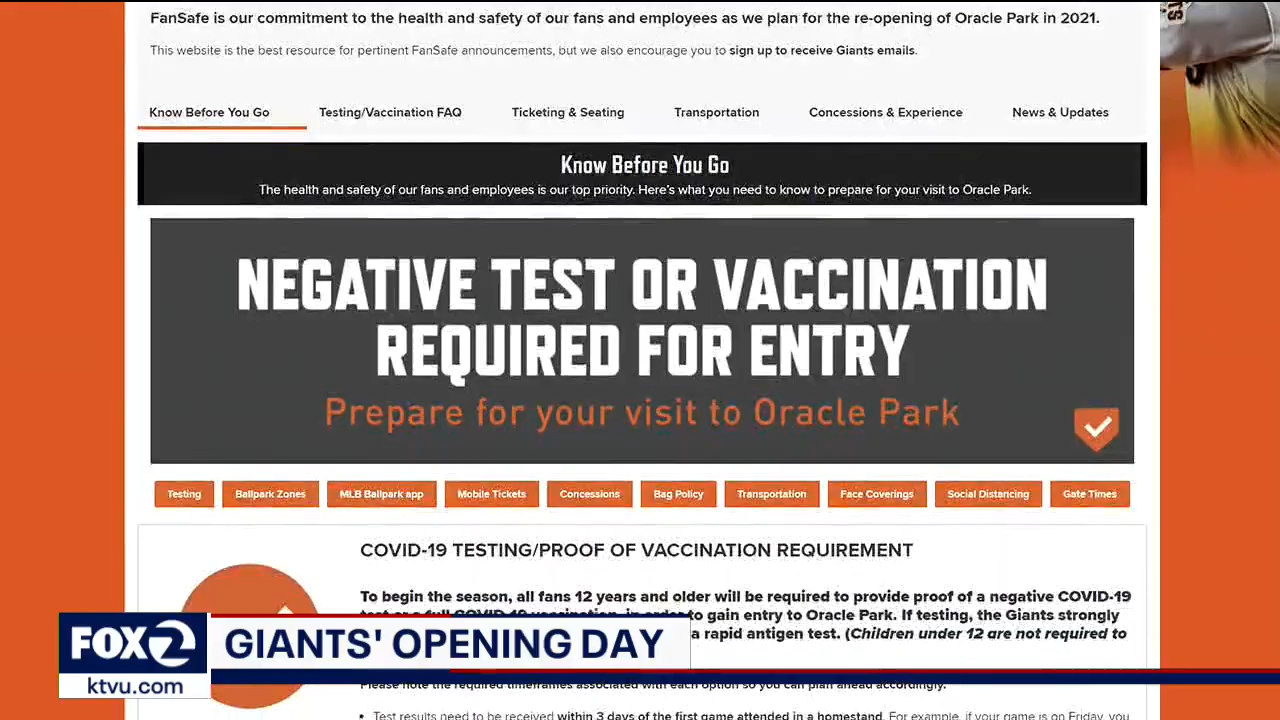 FanSafe is our commitment to the health and safety of our fans and employees as we plan for the re-opening of Oracle Park in 2021.
This website is the best resource for pertinent FanSafe announcements, but we also encourage you to sign up to receive Giants emails.
Know Before You Go Testing/Vaccination FAQ Ticketing & Seating Transportation Concessions & Experience News & Updates
Know Before You Go
The health and safety of our fans and employees is our top priority. Here's what you need to know to prepare for your visit to Oracle Park.
NEGATIVE TEST OR VACCINATION
REQUIRED FOR ENTRY
Prepare for your visit to Oracle Park
Testing Ballpark Zones MLB Ballpark app Mobile Tickets Concessions Bag Policy Transportation Face Coverings Social Distancing Gate Times
COVID-19 TESTING/PROOF OF VACCINATION REQUIREMENT
To begin the season, all fans 12 years and older will be required to provide proof of a negative COVID-19
test or a full COVID-19 vaccination, in order to gain entry to Oracle Park. If testing, the Giants strongly
a rapid antigen test. (Children under 12 are not required to
Please note the required timeframes associated with each option so you can plan ahead accordingly.
• Test results need to be received within 3 days of the first game attended in a homestand. For example, if your game is on Friday, you
FOX 2
ktvu.com
GIANTS' OPENING DAY